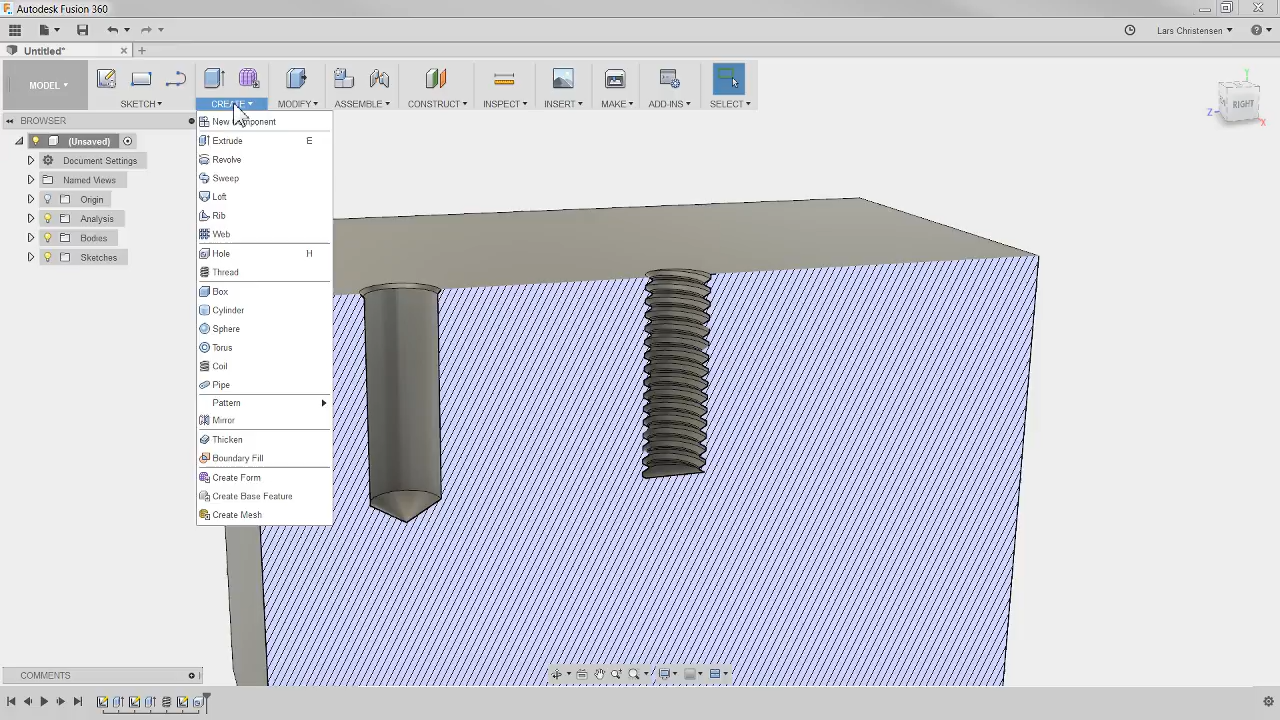 Autodesk Fusion 360
Lars Christensen
Untitled*
MODEL
SKETCH
CREATE
MODIFY
ASSEMBLE
CONSTRUCT
INSPECT
INSERT
MAKE
ADD-INS
SELECT
BROWSER
(Unsaved)
Document Settings
Named Views
Origin
Analysis
Bodies
Sketches
New Component
Extrude E
Revolve
Sweep
Loft
Rib
Web
Hole H
Thread
Box
Cylinder
Sphere
Torus
Coil
Pipe
Pattern
Mirror
Thicken
Boundary Fill
Create Form
Create Base Feature
Create Mesh
Y
Z
RIGHT
X
COMMENTS